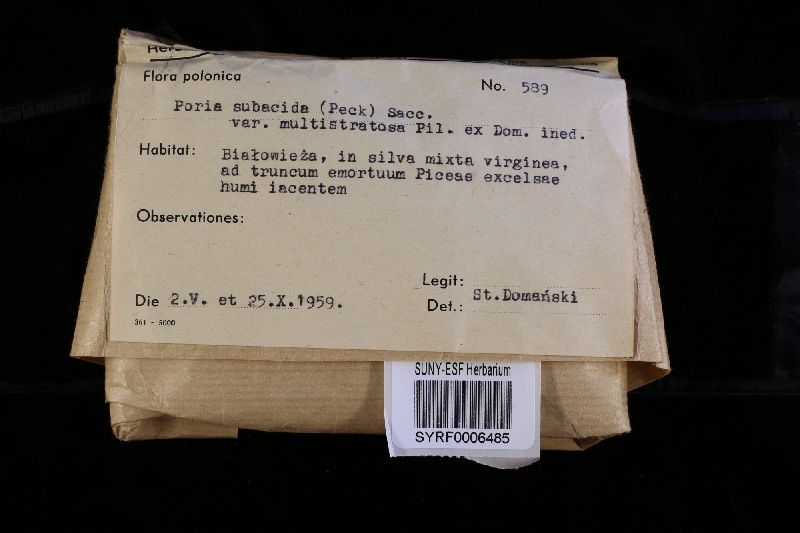 Flora polonica
No. 589
Poria subacida (Peck) Sacc.
var. multistratosa Pil. ex Dom. ined.
Habitat: Białowieża, in silva mixta virginea,
ad truncum emortuum Piceae excelsae
humi iacentem
Observationes:
Legit:
Det.: St.Domański
Die 2.V. et 25.X.1959.
361 - 5000
SUNY-ESF Herbarium
SYRF0006485